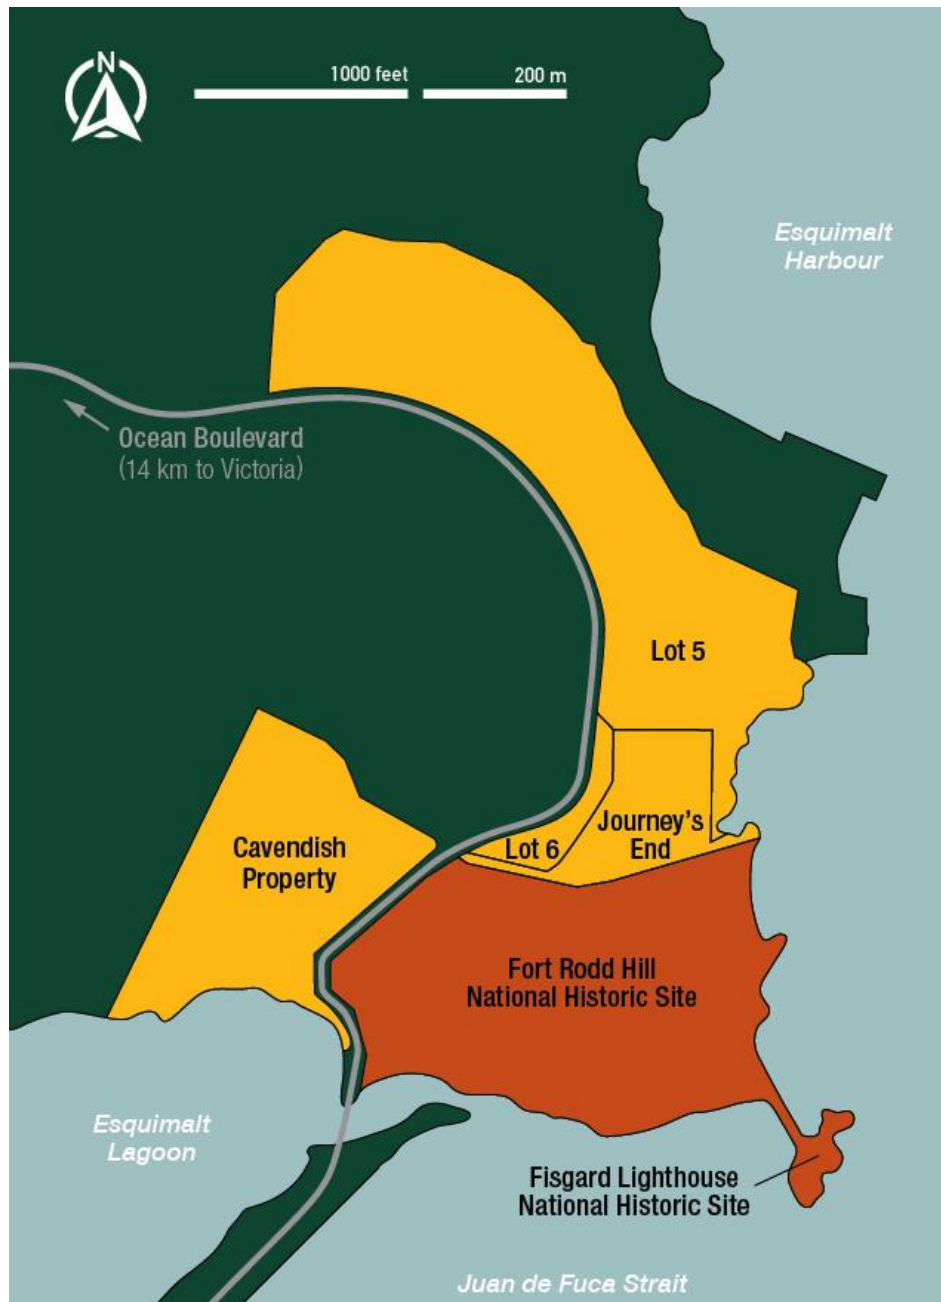 N
1000 feet
200 m
Esquimalt
Harbour
Ocean Boulevard
(14 km to Victoria)
Lot 5
Journey's
End
Lot 6
Cavendish
Property
Fort Rodd Hill
National Historic Site
Esquimalt
Lagoon
Fisgard Lighthouse
National Historic Site
Juan de Fuca Strait